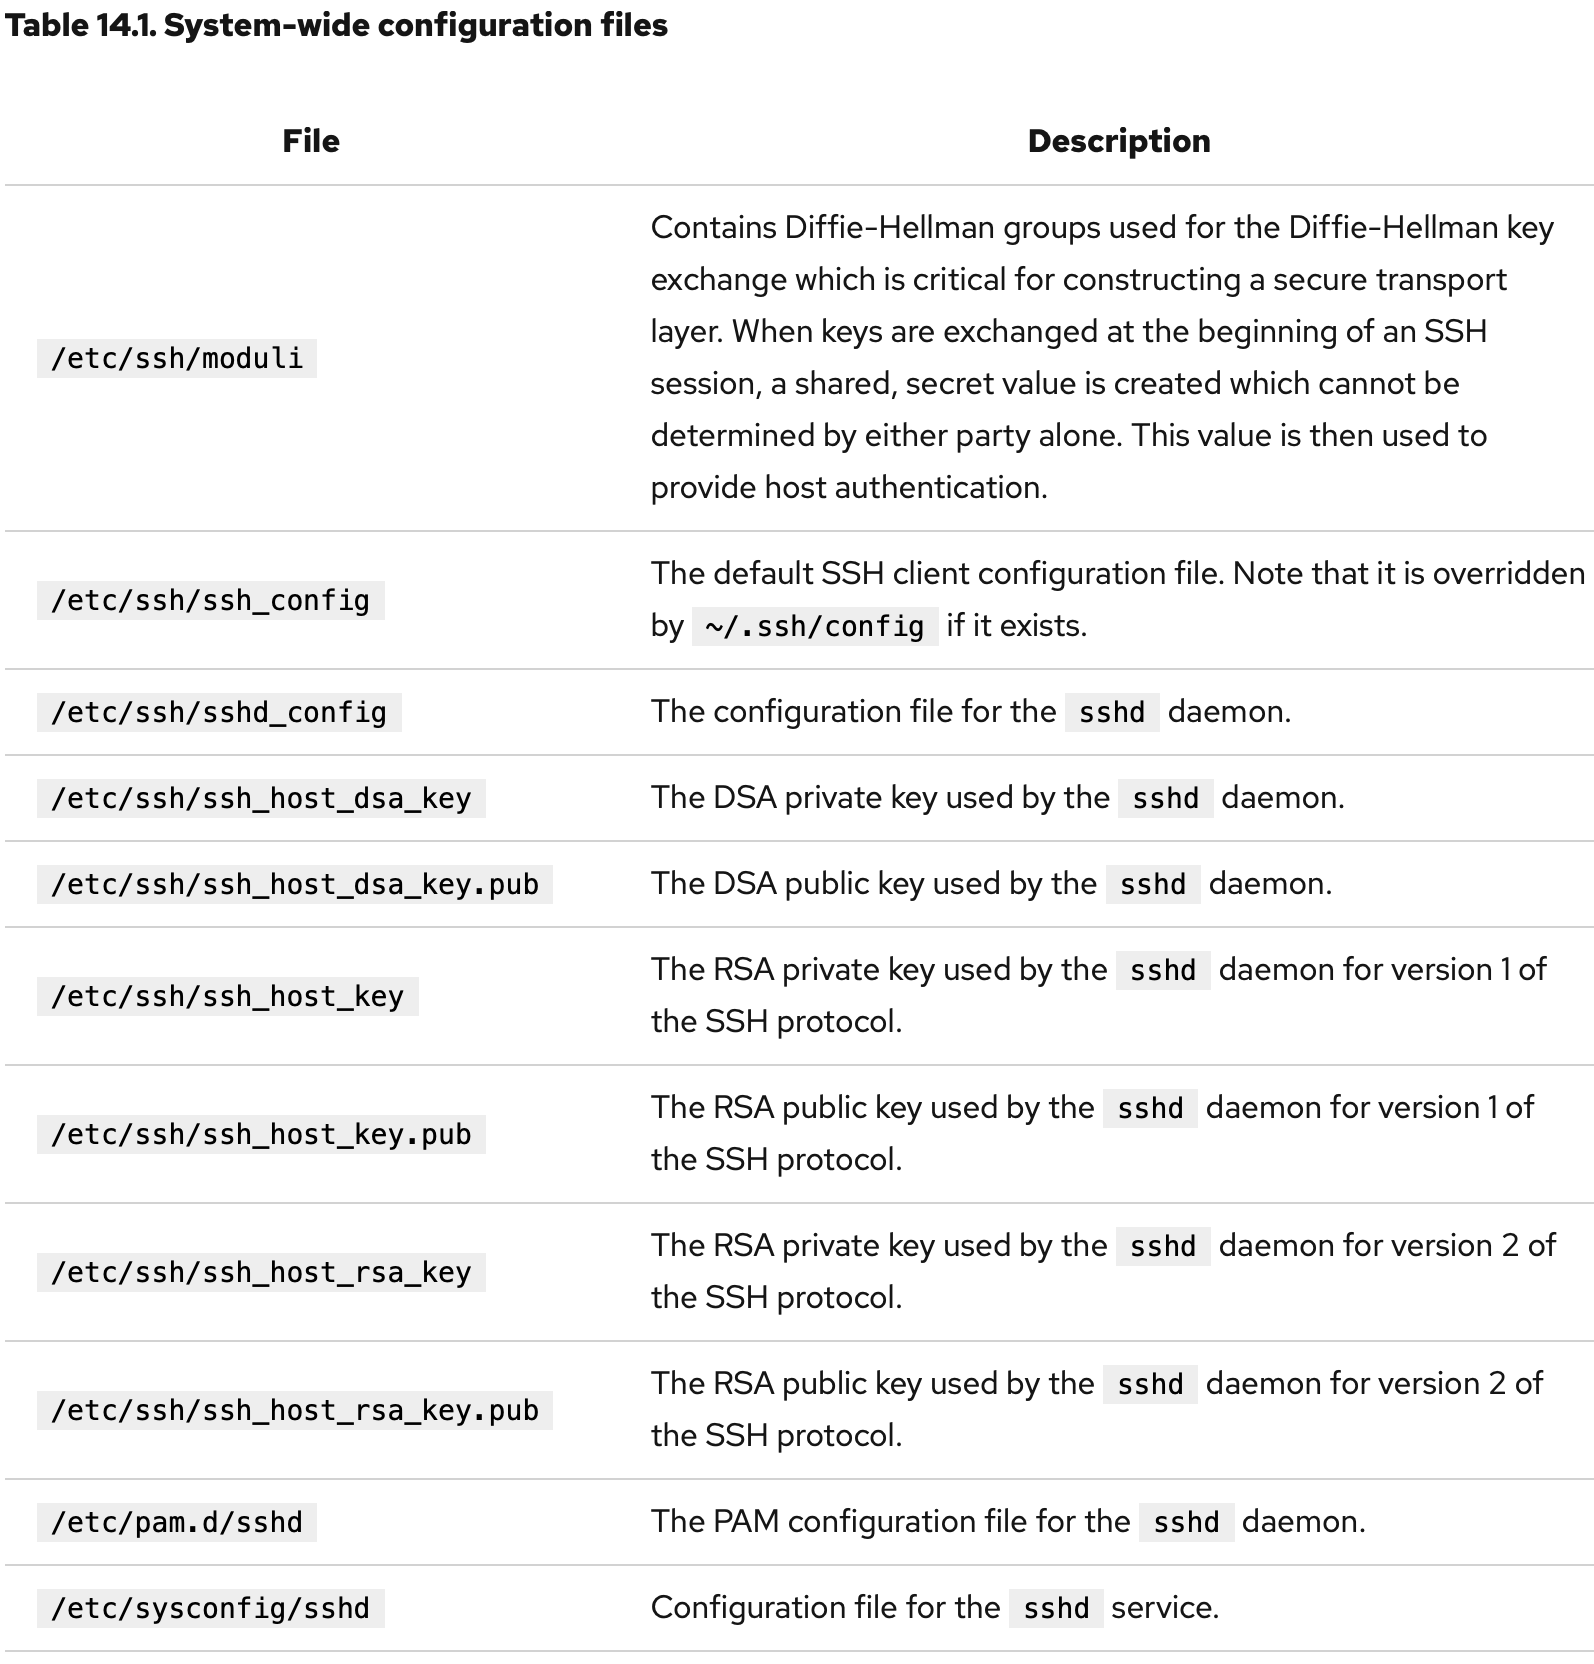 Table 14.1. System-wide configuration files
File Description
/etc/ssh/moduli
Contains Diffie-Hellman groups used for the Diffie-Hellman key
exchange which is critical for constructing a secure transport
layer. When keys are exchanged at the beginning of an SSH
session, a shared, secret value is created which cannot be
determined by either party alone. This value is then used to
provide host authentication.
/etc/ssh/ssh_config
The default SSH client configuration file. Note that it is overridden
by ~/.ssh/config if it exists.
/etc/ssh/sshd_config The configuration file for the sshd daemon.
/etc/ssh/ssh_host_dsa_key The DSA private key used by the sshd daemon.
/etc/ssh/ssh_host_dsa_key.pub The DSA public key used by the sshd daemon.
/etc/ssh/ssh_host_key
The RSA private key used by the sshd daemon for version 1 of
the SSH protocol.
/etc/ssh/ssh_host_key.pub
The RSA public key used by the sshd daemon for version 1 of
the SSH protocol.
/etc/ssh/ssh_host_rsa_key
The RSA private key used by the sshd daemon for version 2 of
the SSH protocol.
/etc/ssh/ssh_host_rsa_key.pub
The RSA public key used by the sshd daemon for version 2 of
the SSH protocol.
/etc/pam.d/sshd The PAM configuration file for the sshd daemon.
/etc/sysconfig/sshd Configuration file for the sshd service.